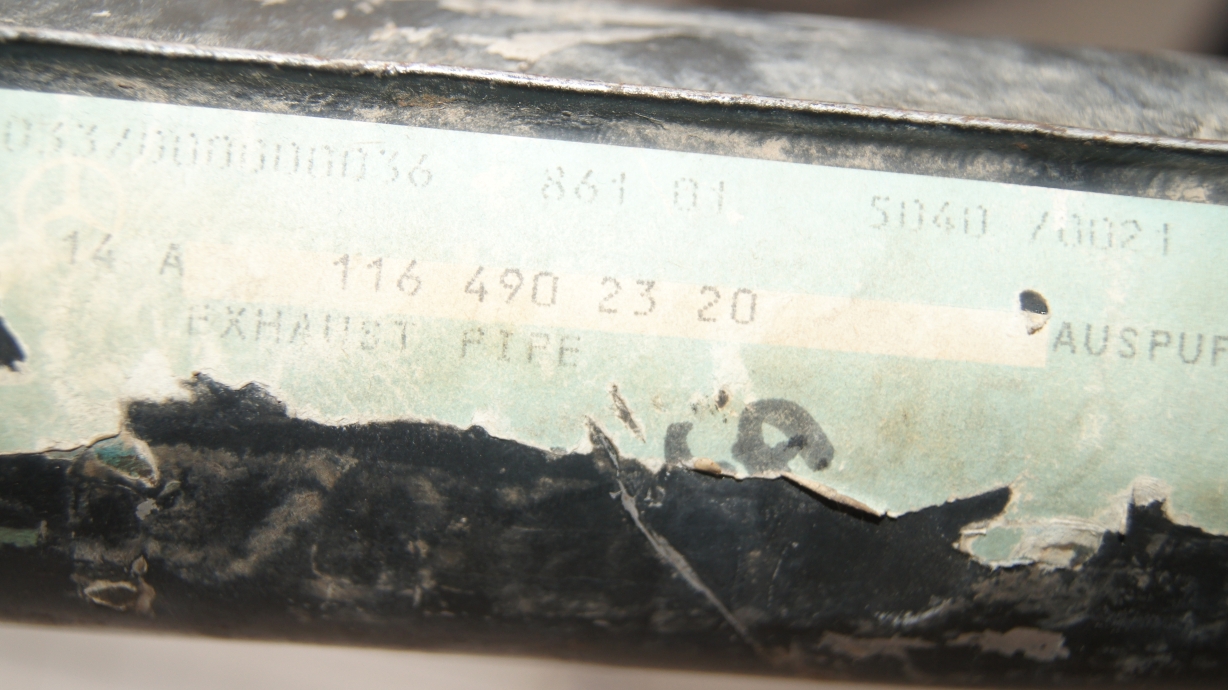 033/000000036 861 01 5040 /0021
14 A 116 490 23 20
EXHAUST PIPE AUSPUF